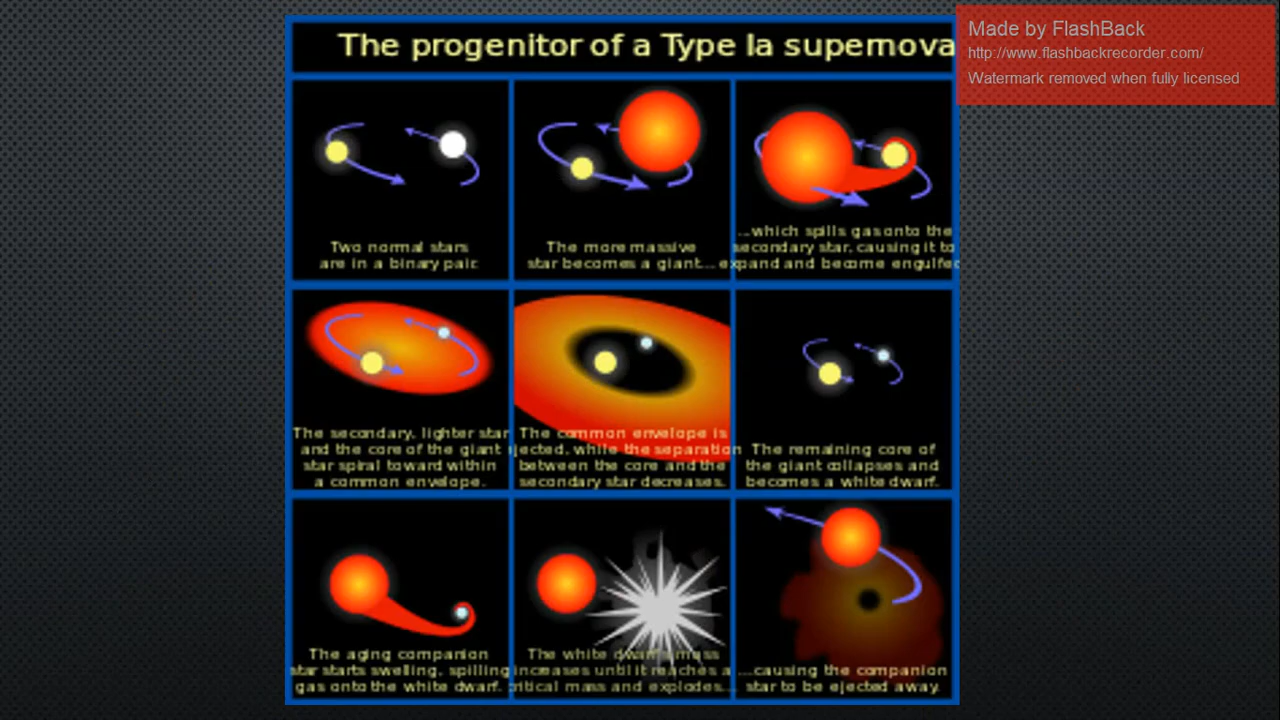 The progenitor of a Type Ia supernova
Made by FlashBack
http://www.flashbackrecorder.com/
Watermark removed when fully licensed
Two normal stars
are in a binary pair.
The more massive
star becomes a giant...
...which spills gas onto the
secondary star, causing it to
expand and become engulfed
The secondary, lighter star
and the core of the giant
star spiral toward within
a common envelope.
The common envelope is
ejected, while the separation
between the core and the
secondary star decreases.
The remaining core of
the giant collapses and
becomes a white dwarf.
The aging companion
star starts swelling, spilling
gas onto the white dwarf.
The white dwarf's mass
increases until it reaches a
critical mass and explodes...
...causing the companion
star to be ejected away.